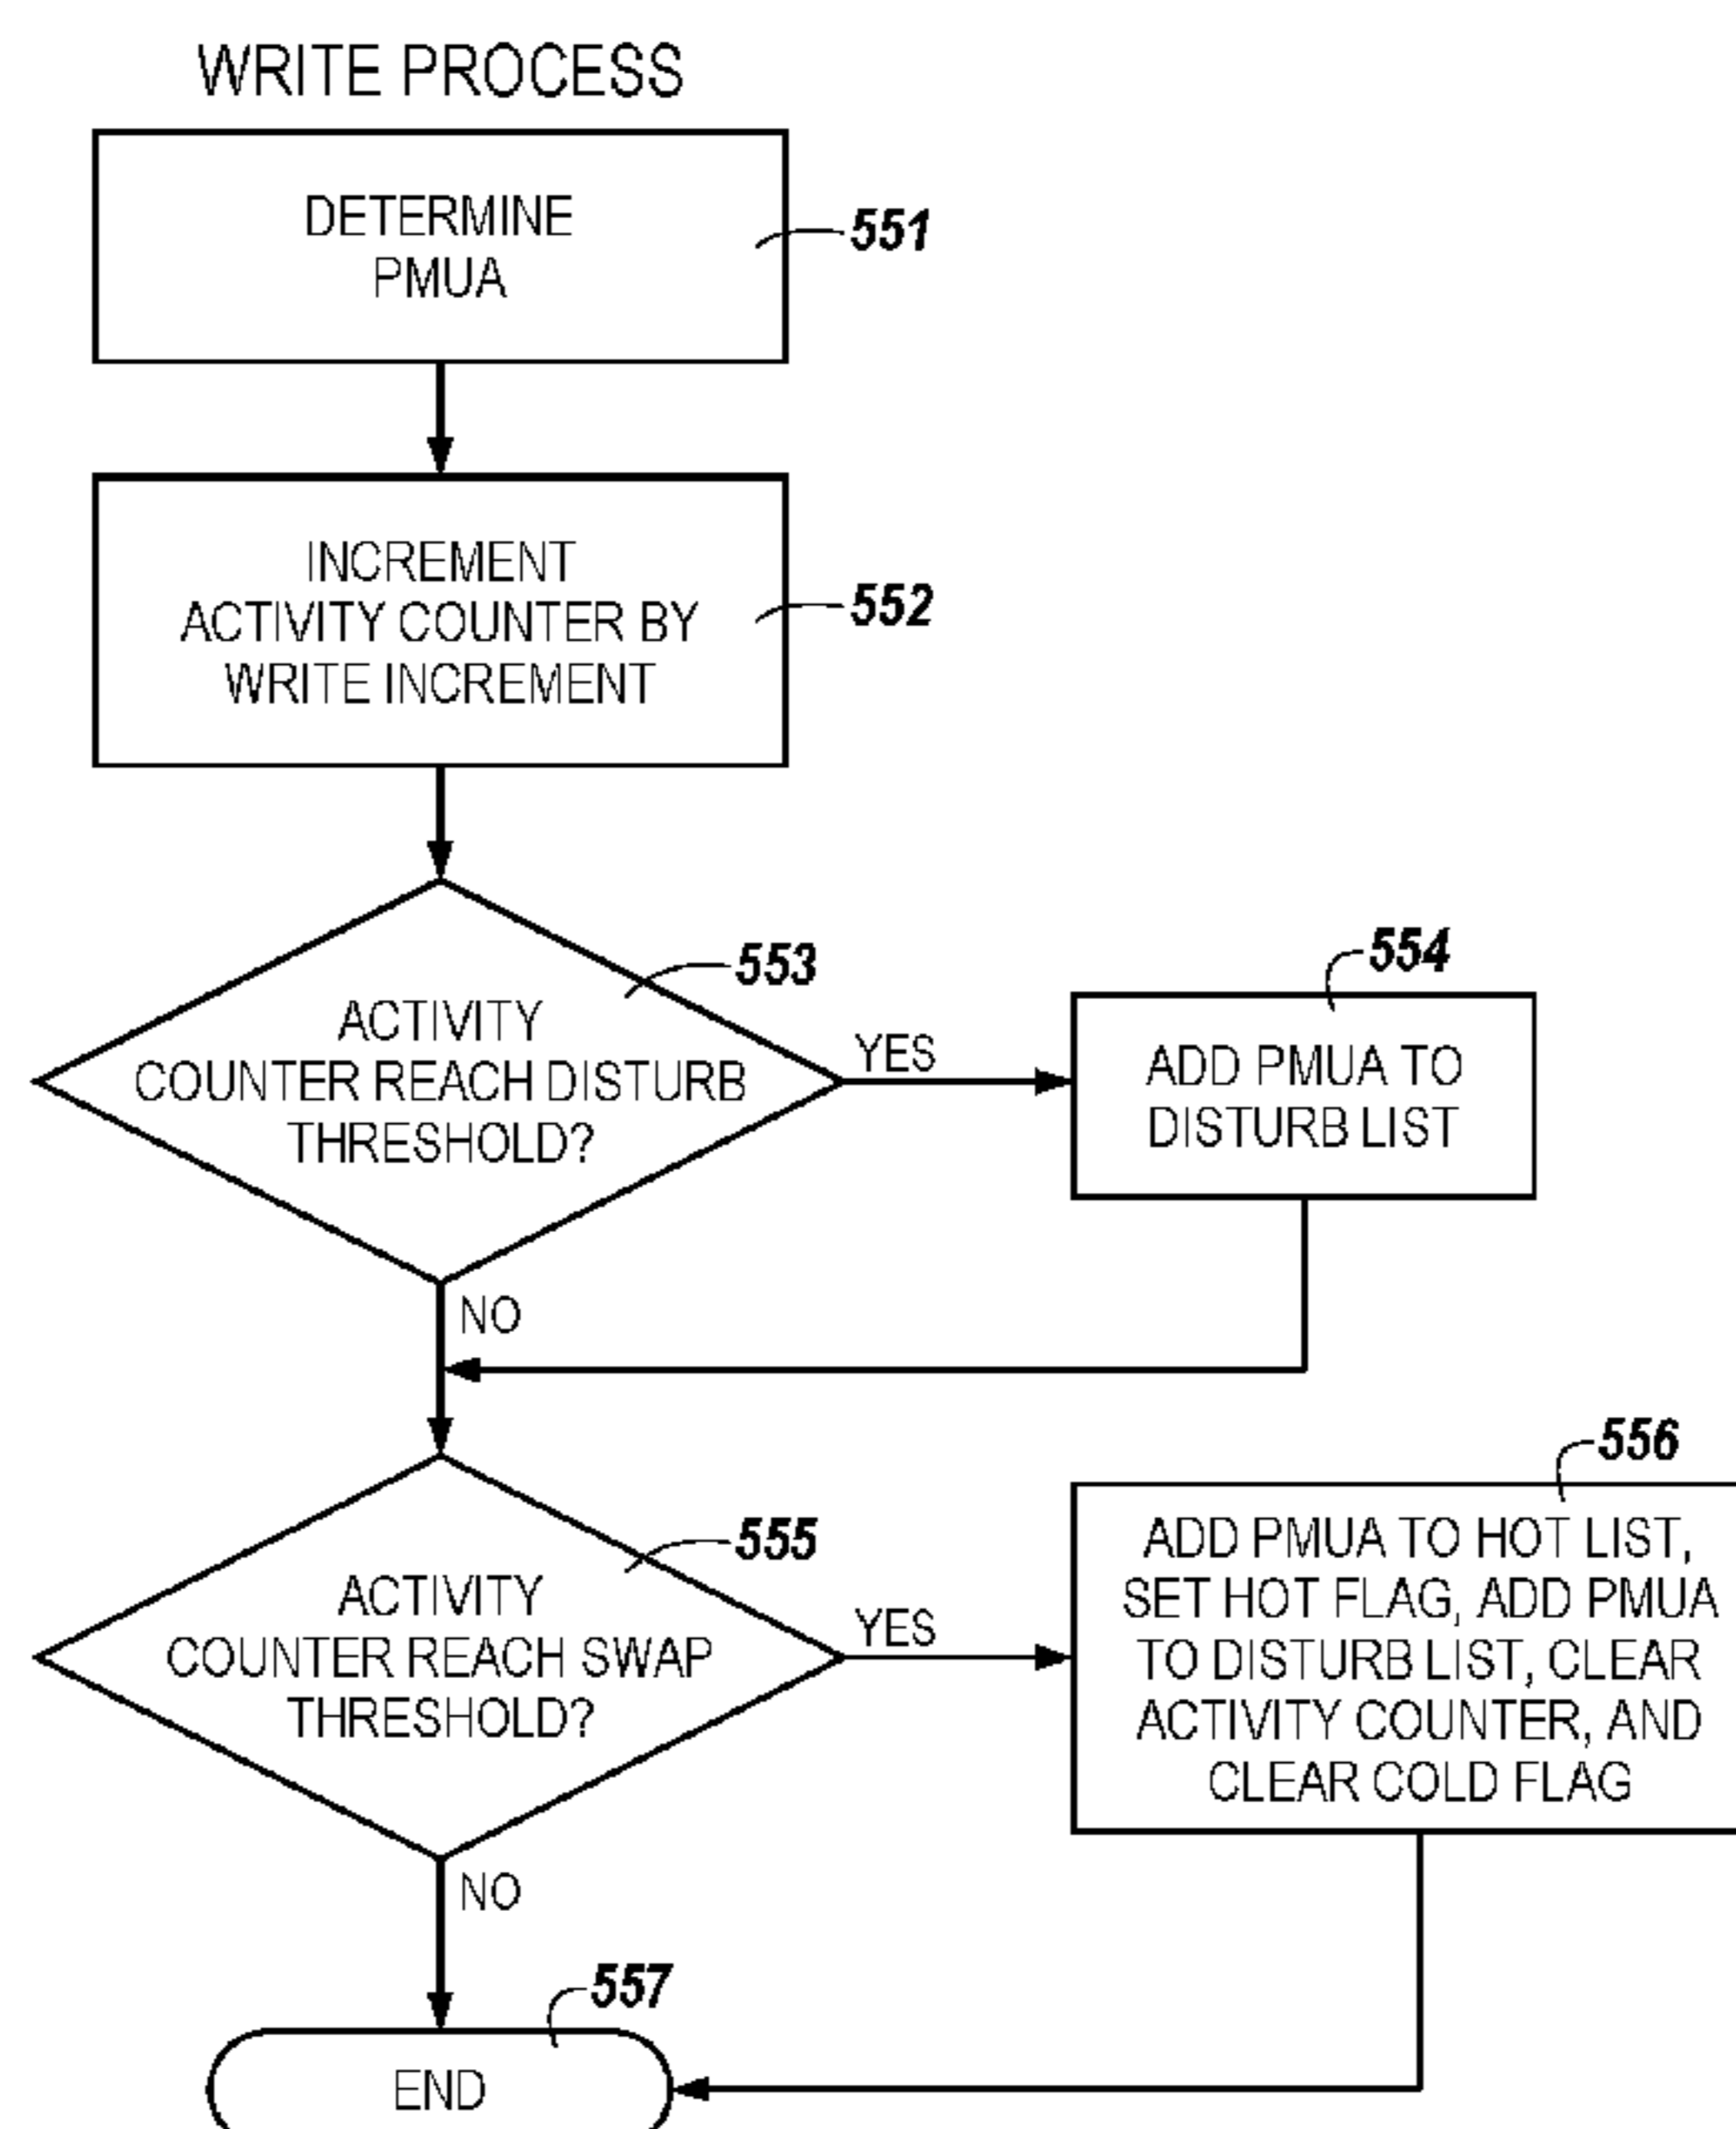 WRITE PROCESS
DETERMINE
PMUA
551
INCREMENT
ACTIVITY COUNTER BY
WRITE INCREMENT
552
553
ACTIVITY
COUNTER REACH DISTURB
THRESHOLD?
YES
554
ADD PMUA TO
DISTURB LIST
NO
555
ACTIVITY
COUNTER REACH SWAP
THRESHOLD?
YES
556
ADD PMUA TO HOT LIST,
SET HOT FLAG, ADD PMUA
TO DISTURB LIST, CLEAR
ACTIVITY COUNTER, AND
CLEAR COLD FLAG
NO
557
END